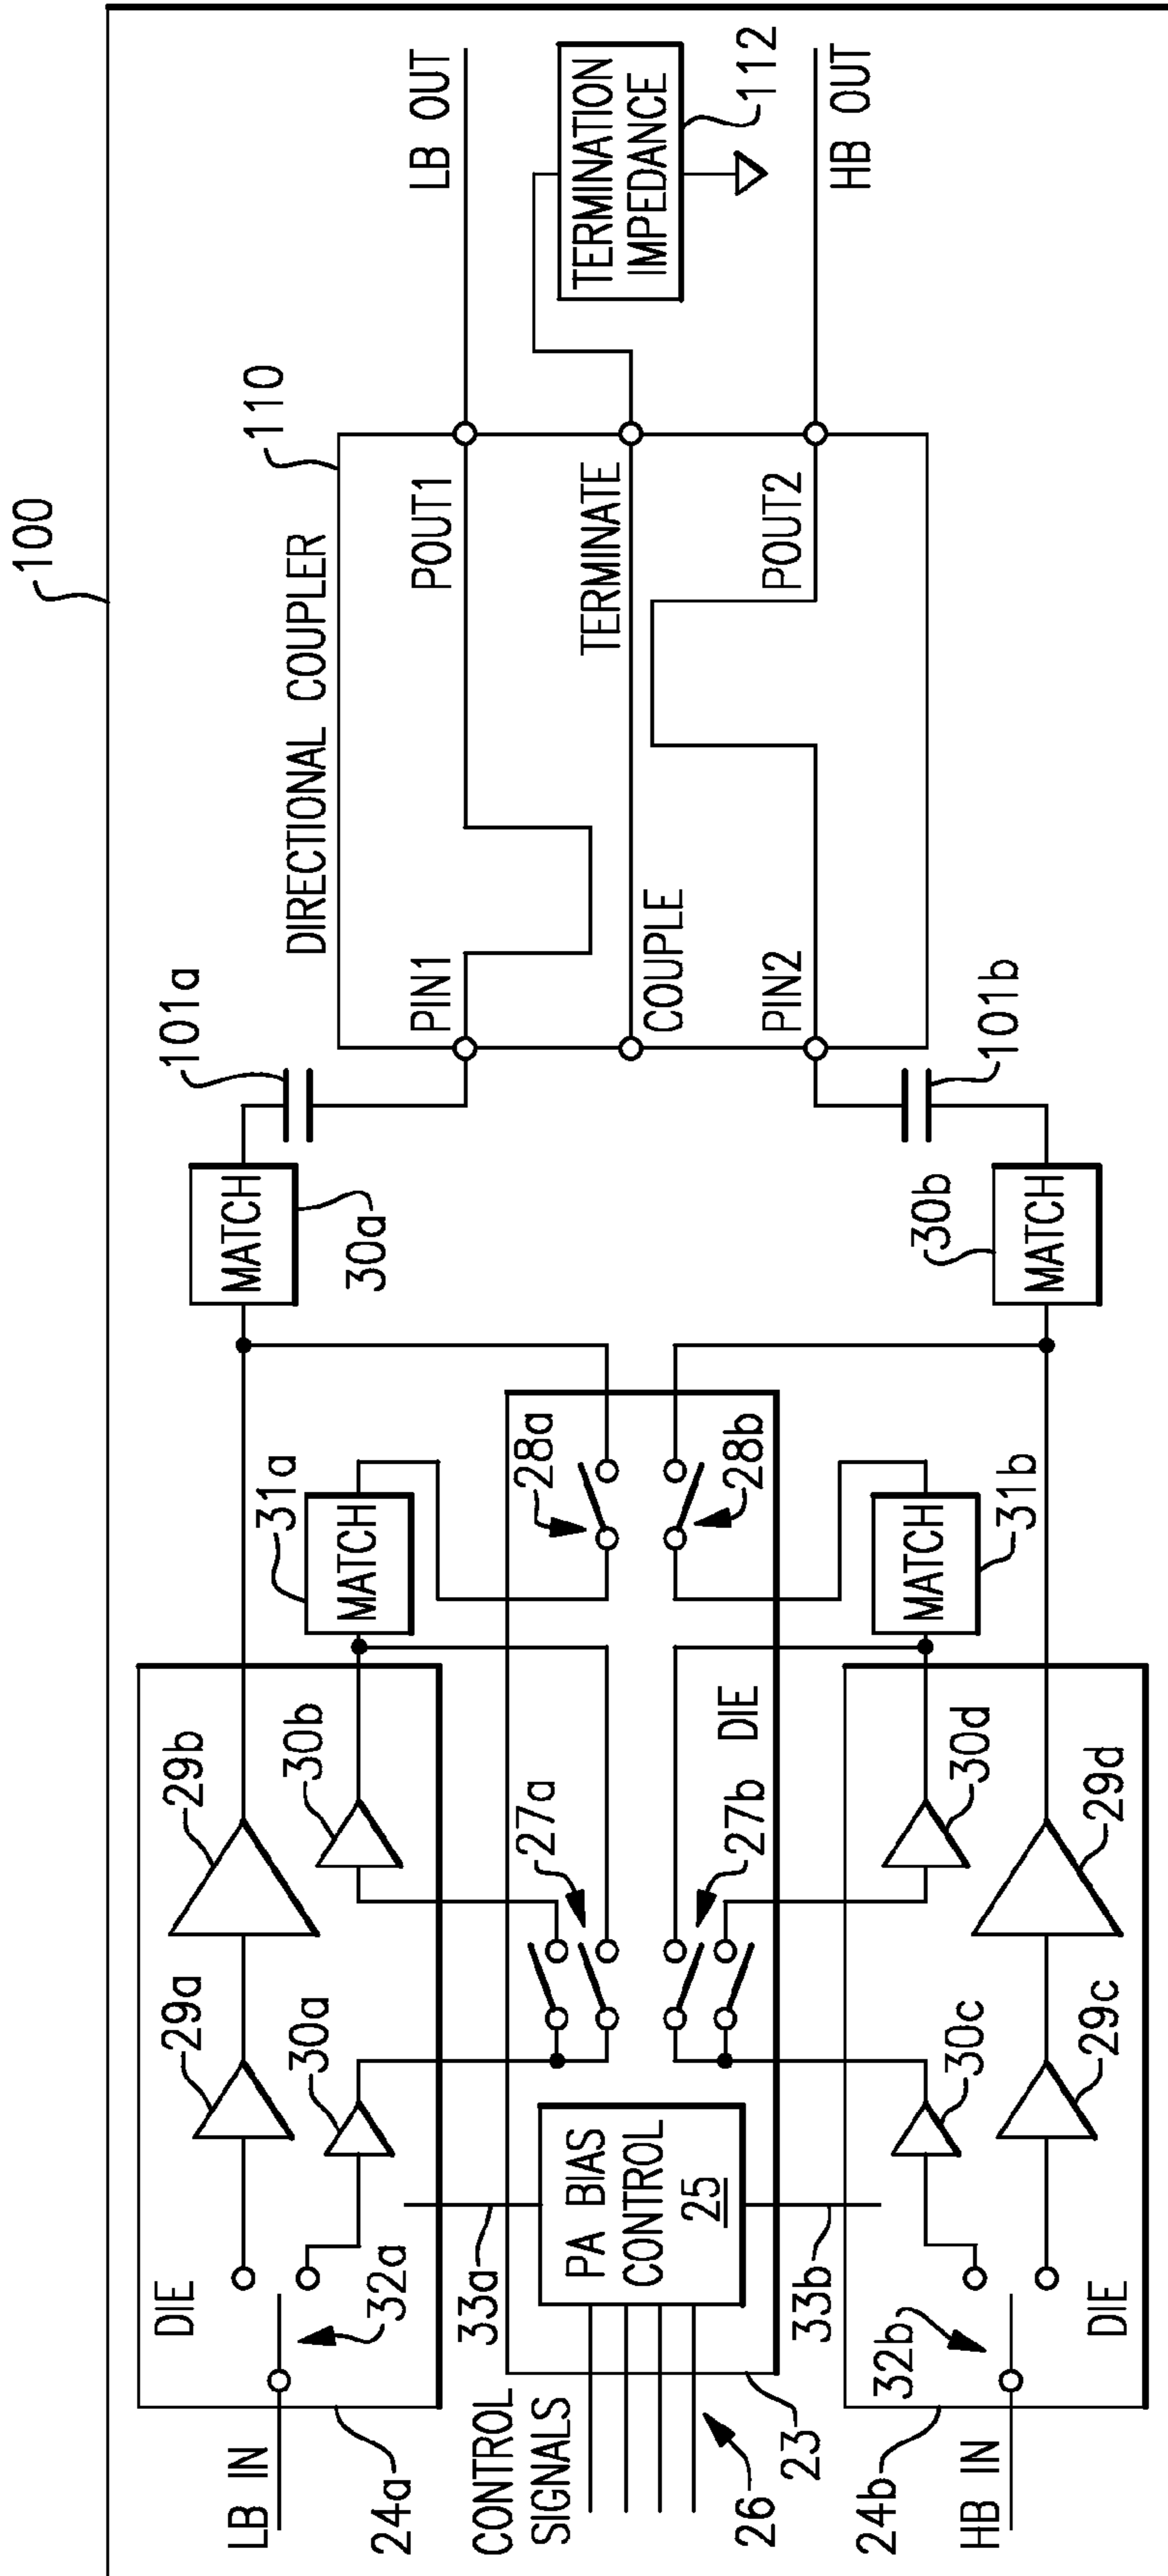 100
LB IN
24a
DIE
32a
29a
29b
30a
30b
31a
MATCH
MATCH
30a
101a
DIRECTIONAL COUPLER
110
PIN1
POUT1
LB OUT
CONTROL
SIGNALS
26
23
33a
33b
PA BIAS
CONTROL
25
27a
27b
DIE
28a
28b
COUPLE
TERMINATE
TERMINATION
IMPEDANCE
112
PIN2
POUT2
HB OUT
HB IN
24b
DIE
32b
30c
29c
30d
29d
MATCH
31b
MATCH
30b
101b